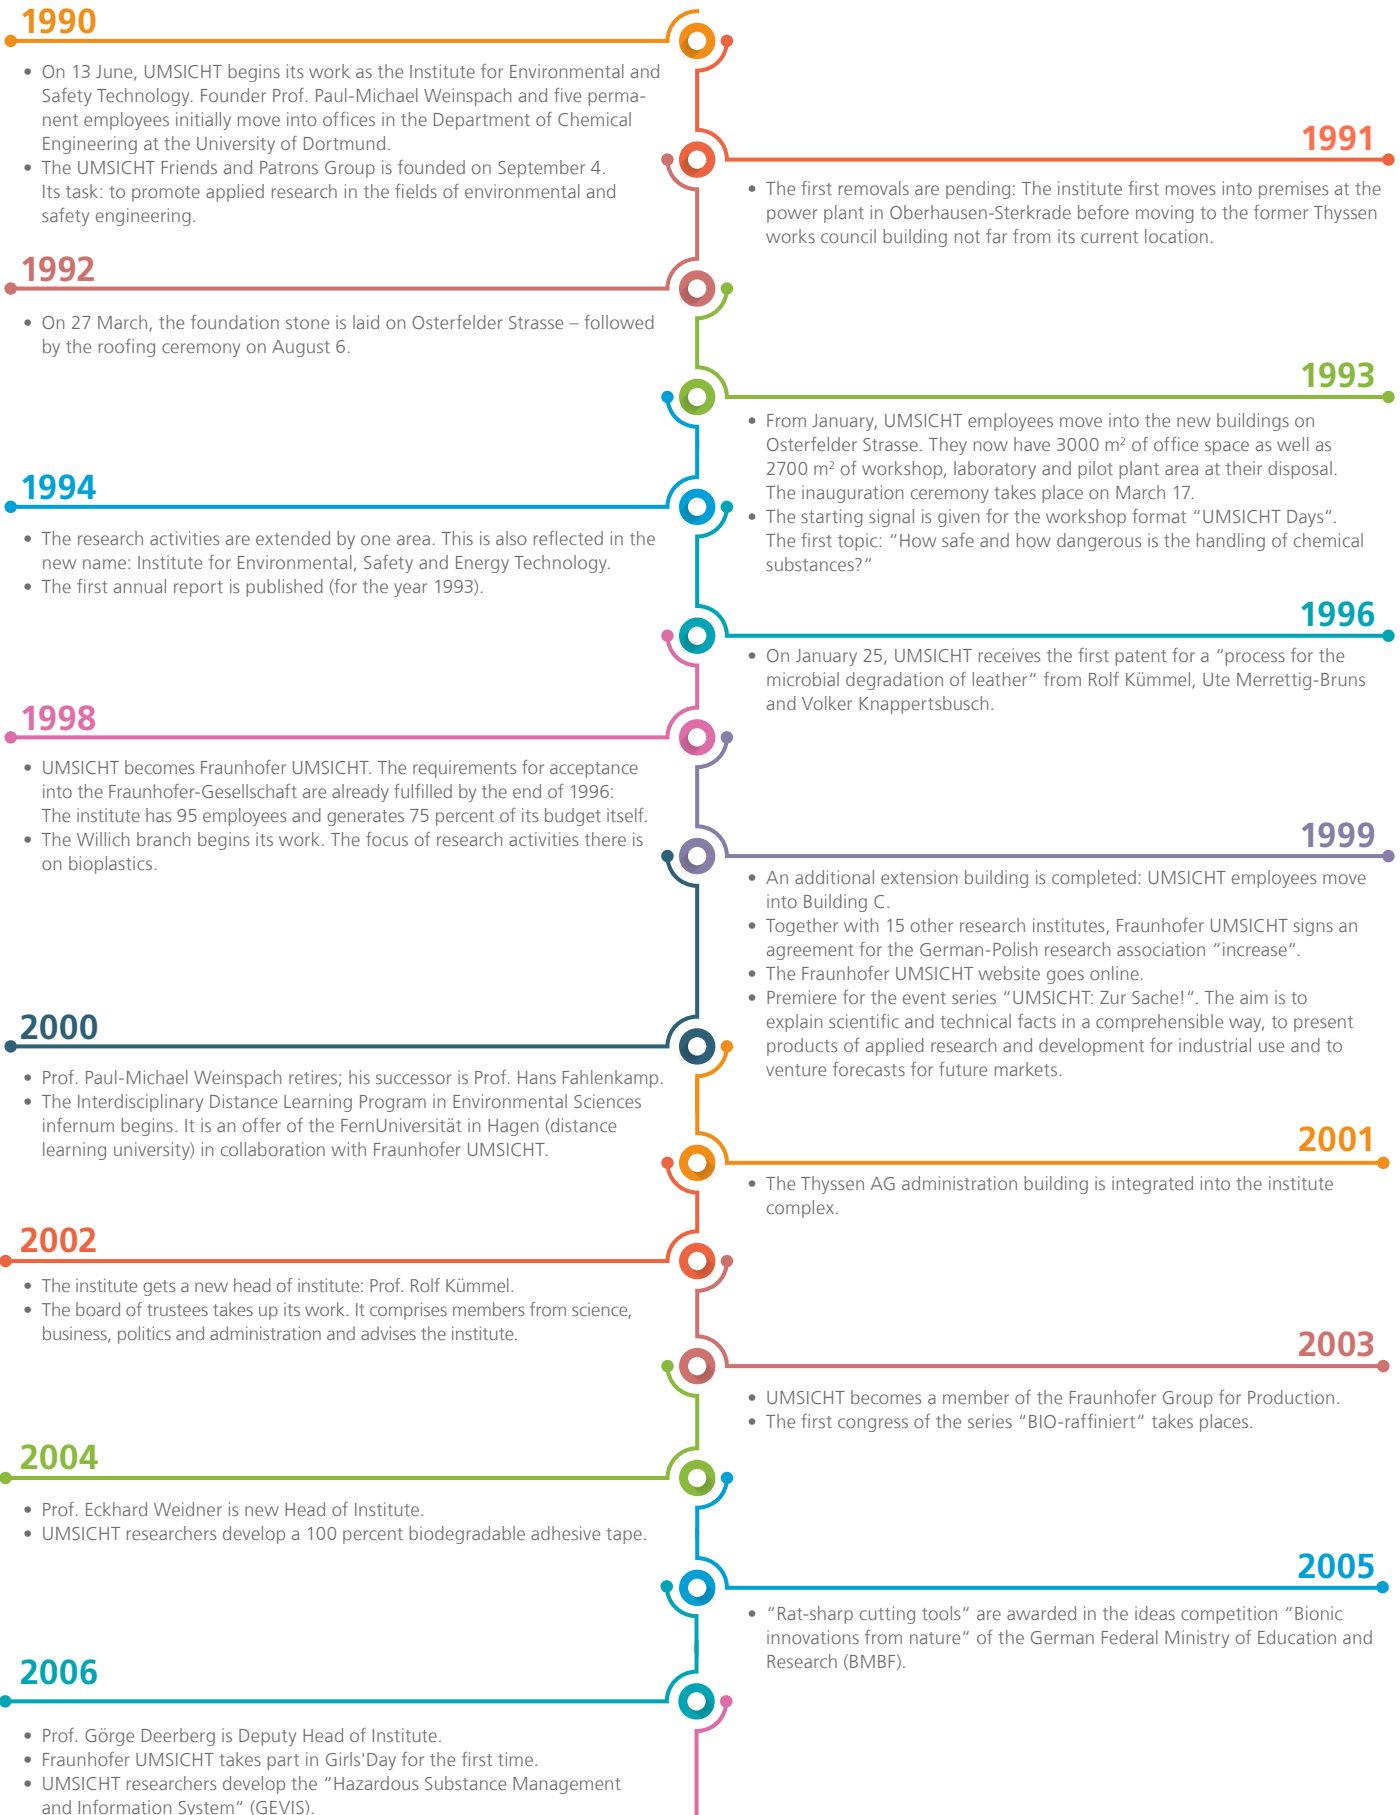 1990
• On 13 June, UMSICHT begins its work as the Institute for Environmental and
Safety Technology. Founder Prof. Paul-Michael Weinspach and five perma-
nent employees initially move into offices in the Department of Chemical
Engineering at the University of Dortmund.
• The UMSICHT Friends and Patrons Group is founded on September 4.
Its task: to promote applied research in the fields of environmental and
safety engineering.
1991
• The first removals are pending: The institute first moves into premises at the
power plant in Oberhausen-Sterkrade before moving to the former Thyssen
works council building not far from its current location.
1992
• On 27 March, the foundation stone is laid on Osterfelder Strasse – followed
by the roofing ceremony on August 6.
1993
• From January, UMSICHT employees move into the new buildings on
Osterfelder Strasse. They now have 3000 m² of office space as well as
2700 m² of workshop, laboratory and pilot plant area at their disposal.
The inauguration ceremony takes place on March 17.
• The starting signal is given for the workshop format “UMSICHT Days“.
The first topic: “How safe and how dangerous is the handling of chemical
substances?“
1994
• The research activities are extended by one area. This is also reflected in the
new name: Institute for Environmental, Safety and Energy Technology.
• The first annual report is published (for the year 1993).
1996
• On January 25, UMSICHT receives the first patent for a “process for the
microbial degradation of leather“ from Rolf Kümmel, Ute Merrettig-Bruns
and Volker Knappertsbusch.
1998
• UMSICHT becomes Fraunhofer UMSICHT. The requirements for acceptance
into the Fraunhofer-Gesellschaft are already fulfilled by the end of 1996:
The institute has 95 employees and generates 75 percent of its budget itself.
• The Willich branch begins its work. The focus of research activities there is
on bioplastics.
1999
• An additional extension building is completed: UMSICHT employees move
into Building C.
• Together with 15 other research institutes, Fraunhofer UMSICHT signs an
agreement for the German-Polish research association “increase“.
• The Fraunhofer UMSICHT website goes online.
• Premiere for the event series “UMSICHT: Zur Sache!“. The aim is to
explain scientific and technical facts in a comprehensible way, to present
products of applied research and development for industrial use and to
venture forecasts for future markets.
2000
• Prof. Paul-Michael Weinspach retires; his successor is Prof. Hans Fahlenkamp.
• The Interdisciplinary Distance Learning Program in Environmental Sciences
infernum begins. It is an offer of the FernUniversität in Hagen (distance
learning university) in collaboration with Fraunhofer UMSICHT.
2001
• The Thyssen AG administration building is integrated into the institute
complex.
2002
• The institute gets a new head of institute: Prof. Rolf Kümmel.
• The board of trustees takes up its work. It comprises members from science,
business, politics and administration and advises the institute.
2003
• UMSICHT becomes a member of the Fraunhofer Group for Production.
• The first congress of the series “BIO-raffiniert“ takes places.
2004
• Prof. Eckhard Weidner is new Head of Institute.
• UMSICHT researchers develop a 100 percent biodegradable adhesive tape.
2005
• “Rat-sharp cutting tools“ are awarded in the ideas competition “Bionic
innovations from nature“ of the German Federal Ministry of Education and
Research (BMBF).
2006
• Prof. Görge Deerberg is Deputy Head of Institute.
• Fraunhofer UMSICHT takes part in Girls'Day for the first time.
• UMSICHT researchers develop the “Hazardous Substance Management
and Information System“ (GEVIS).